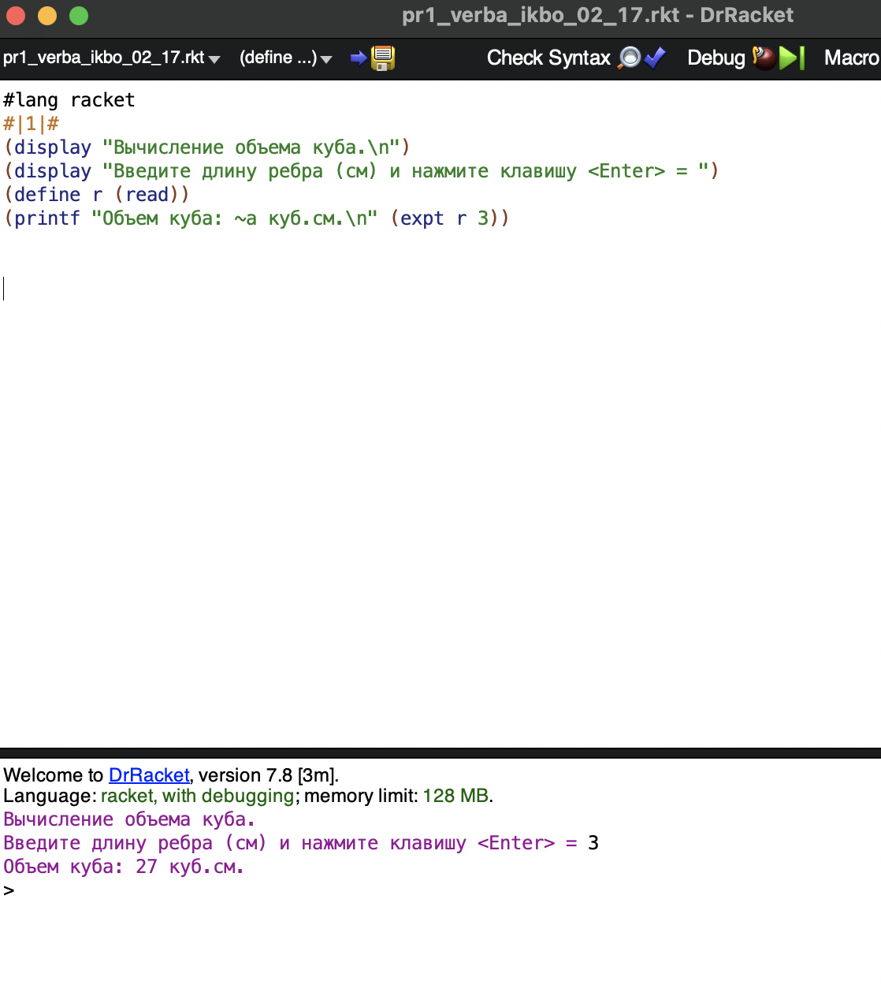 pr1_verba_ikbo_02_17.rkt - DrRacket
pr1_verba_ikbo_02_17.rkt (define ...) Check Syntax Debug Macro
#lang racket
#|1|#
(display "Вычисление объема куба.\n")
(display "Введите длину ребра (см) и нажмите клавишу <Enter> = ")
(define r (read))
(printf "Объем куба: ~a куб.см.\n" (expt r 3))
Welcome to DrRacket, version 7.8 [3m].
Language: racket, with debugging; memory limit: 128 MB.
Вычисление объема куба.
Введите длину ребра (см) и нажмите клавишу <Enter> = 3
Объем куба: 27 куб.см.
>